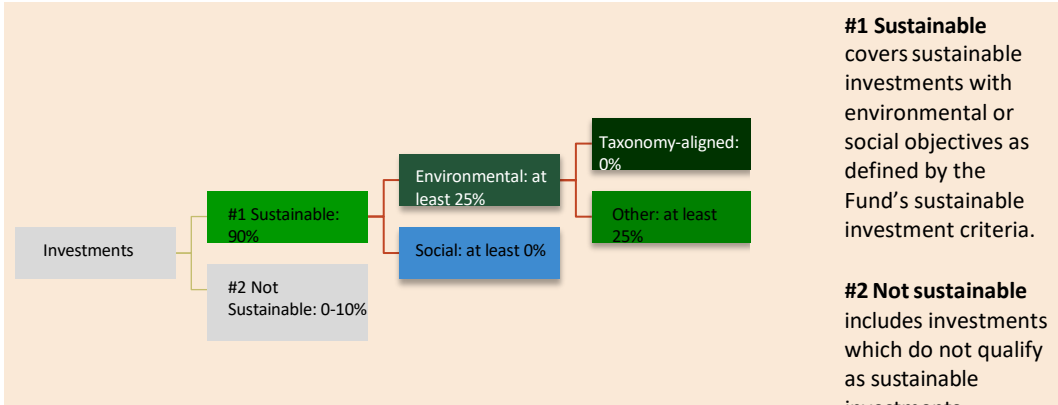 Investments
#1 Sustainable:
90%
#2 Not
Sustainable: 0-10%
Environmental: at
least 25%
Social: at least 0%
Taxonomy-aligned:
0%
Other: at least
25%
#1 Sustainable
covers sustainable
investments with
environmental or
social objectives as
defined by the
Fund’s sustainable
investment criteria.
#2 Not sustainable
includes investments
which do not qualify
as sustainable